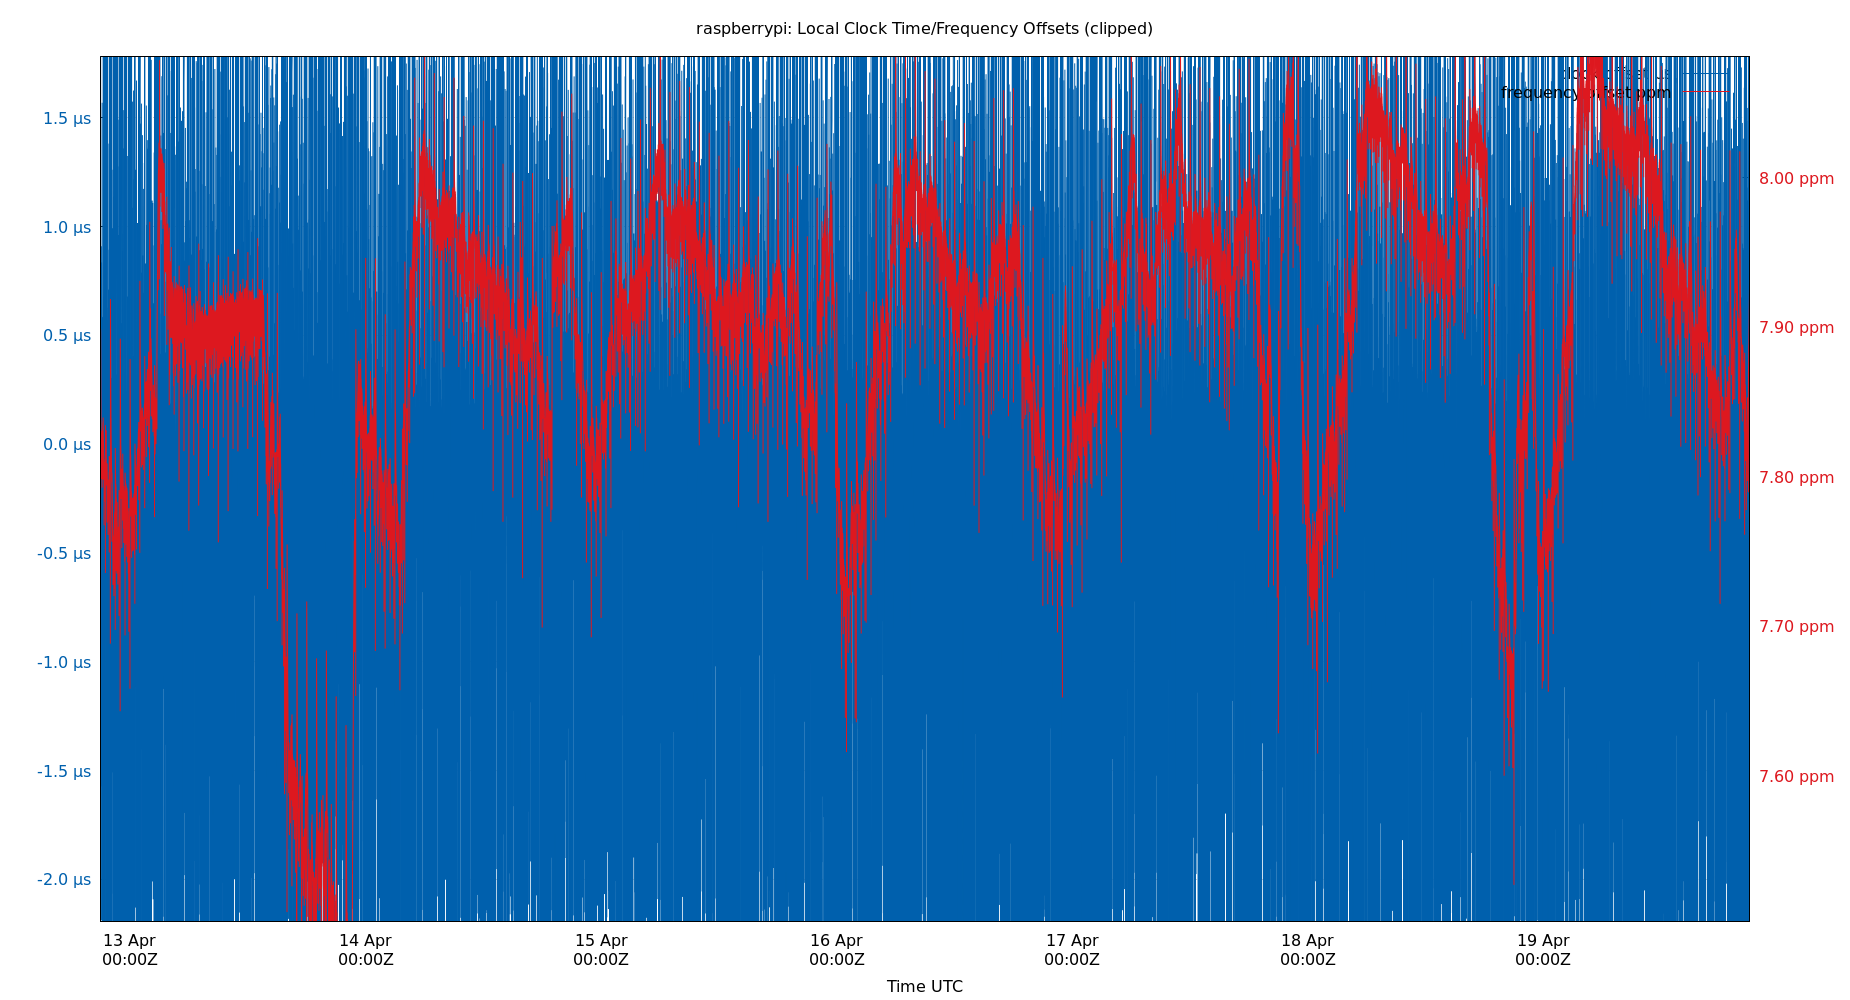 raspberrypi: Local Clock Time/Frequency Offsets (clipped)
clock offset µs
frequency offset ppm
1.5 µs
1.0 µs
0.5 µs
0.0 µs
-0.5 µs
-1.0 µs
-1.5 µs
-2.0 µs
8.00 ppm
7.90 ppm
7.80 ppm
7.70 ppm
7.60 ppm
13 Apr
00:00Z
14 Apr
00:00Z
15 Apr
00:00Z
16 Apr
00:00Z
17 Apr
00:00Z
18 Apr
00:00Z
19 Apr
00:00Z
Time UTC